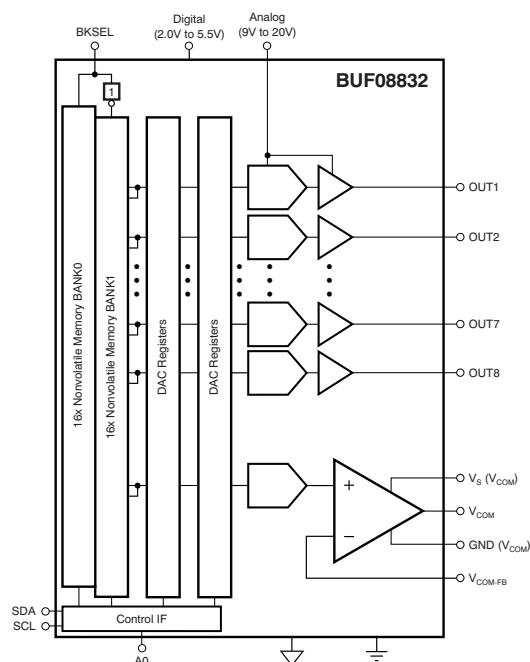 Digital
(2.0V to 5.5V)
Analog
(9V to 20V)
BKSEL
BUF08832
1
16x Nonvolatile Memory BANK0
16x Nonvolatile Memory BANK1
DAC Registers
DAC Registers
OUT1
OUT2
OUT7
OUT8
+
−
VS (VCOM)
VCOM
GND (VCOM)
VCOM-FB
SDA
SCL
Control IF
A0